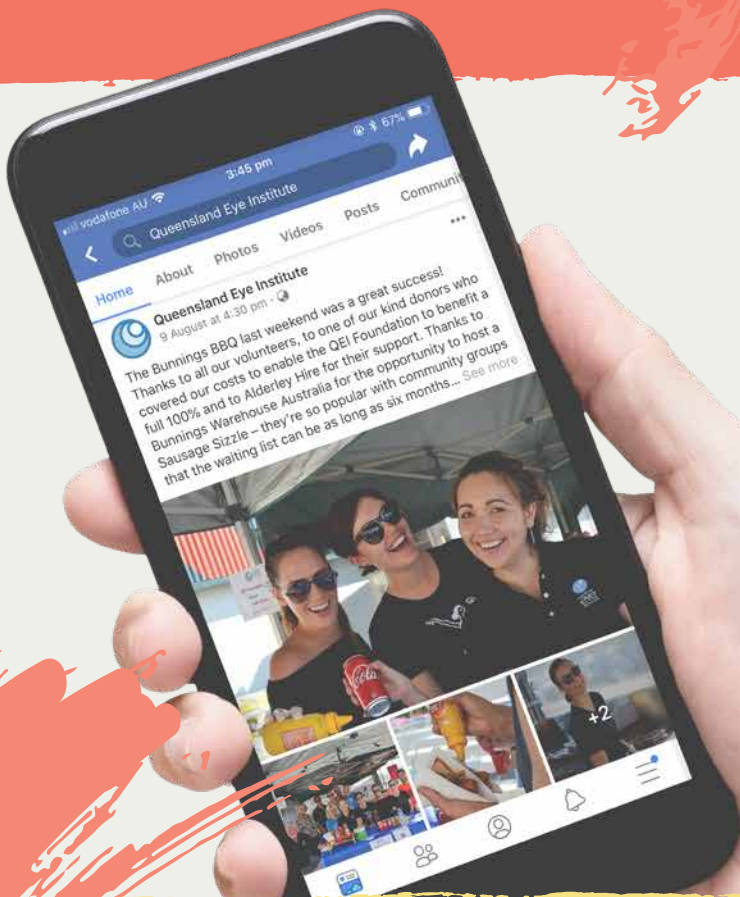 vodafone AU
3:45 pm
67%
Queensland Eye Institute
Home About Photos Videos Posts Communit
Queensland Eye Institute
9 August at 4:30 pm
The Bunnings BBQ last weekend was a great success!
Thanks to all our volunteers, to one of our kind donors who
covered our costs to enable the QEI Foundation to benefit a
full 100% and to Alderley Hire for their support. Thanks to
Bunnings Warehouse Australia for the opportunity to host a
Sausage Sizzle – they're so popular with community groups
that the waiting list can be as long as six months... See more
Cola
+2